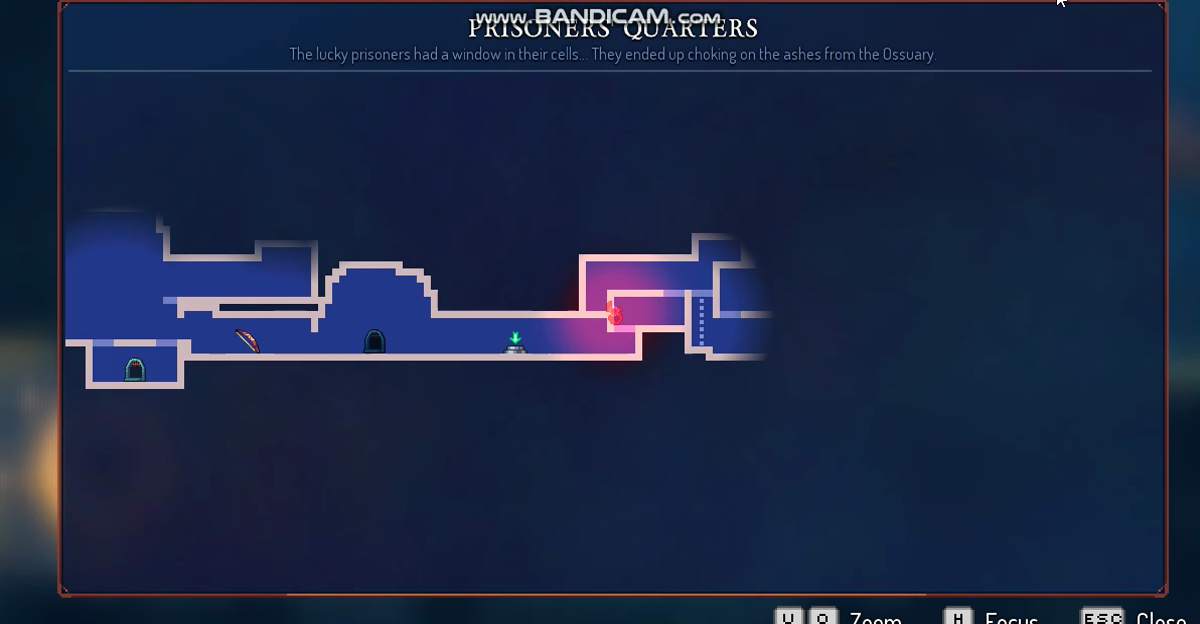 www.BANDICAM.com
PRISONERS' QUARTERS
The lucky prisoners had a window in their cells... They ended up choking on the ashes from the Ossuary.
Zoom Focus ESC Close